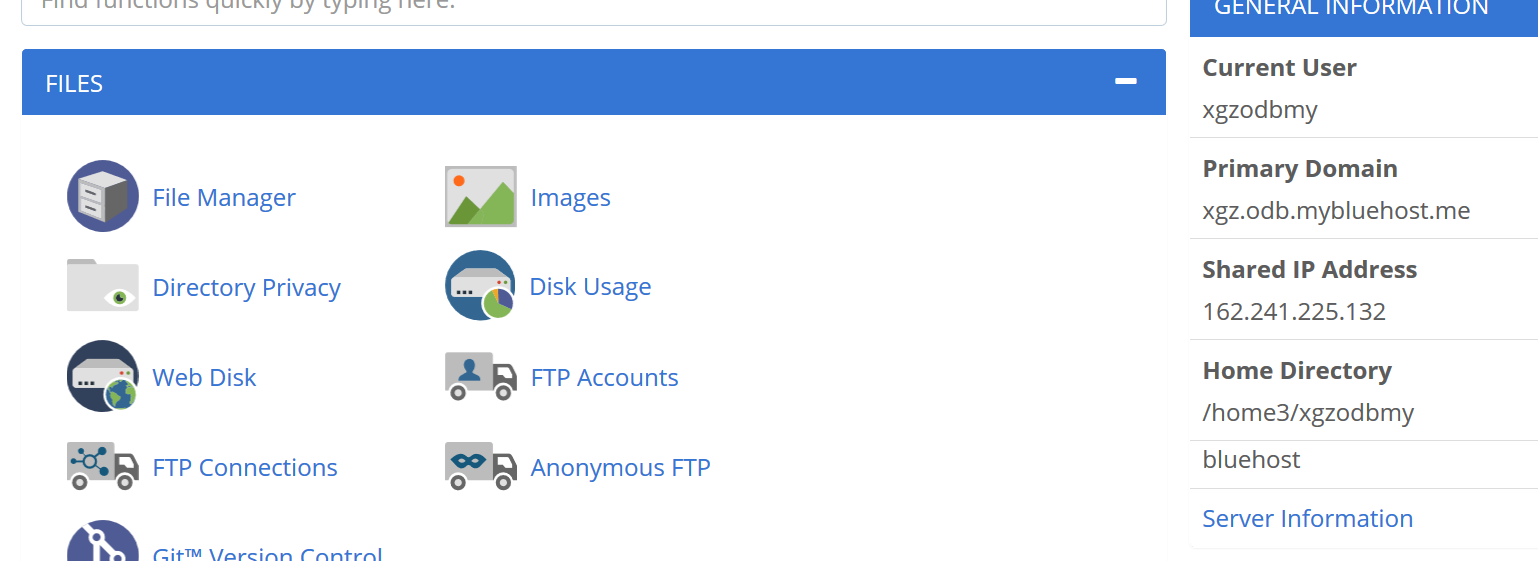 Find functions quickly by typing here.
FILES
File Manager
Images
Directory Privacy
Disk Usage
Web Disk
FTP Accounts
FTP Connections
Anonymous FTP
Git™ Version Control
GENERAL INFORMATION
Current User
xgzodbmy
Primary Domain
xgz.odb.mybluehost.me
Shared IP Address
162.241.225.132
Home Directory
/home3/xgzodbmy
bluehost
Server Information